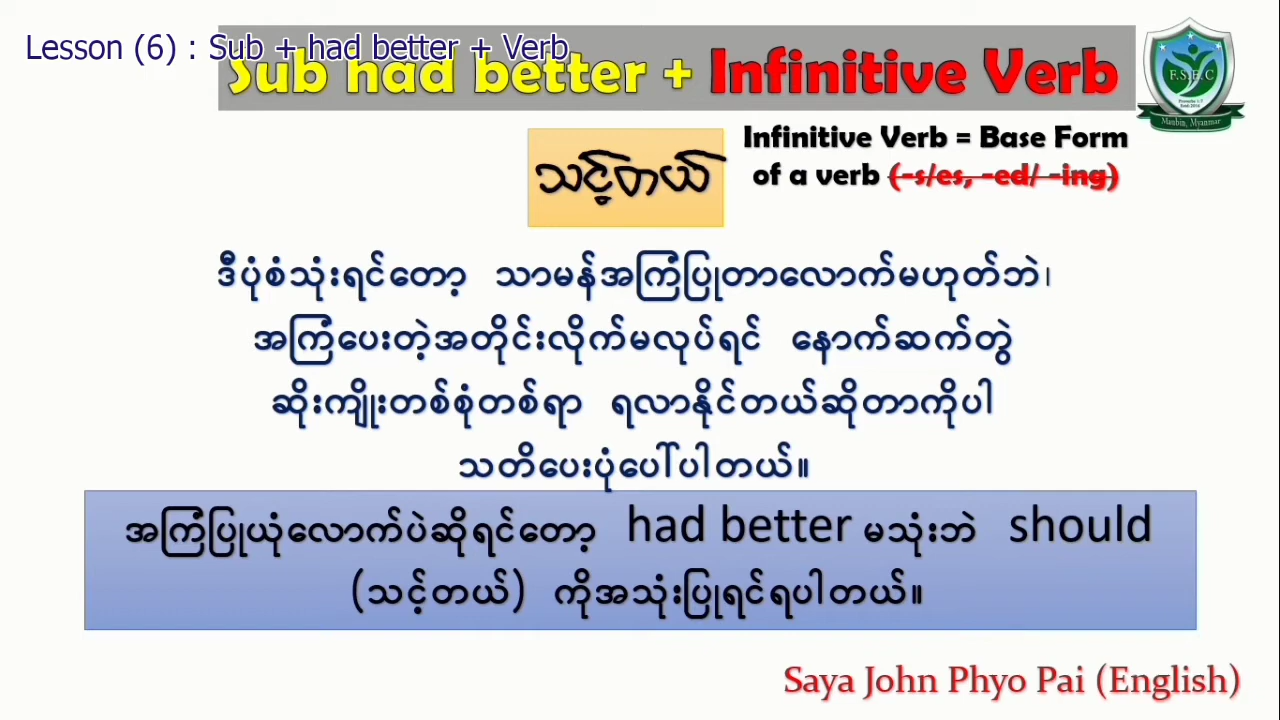 Lesson (6) : Sub + had better + Verb
Sub had better + Infinitive Verb
F.S.E.C
Maubin, Myanmar
Infinitive Verb = Base Form
of a verb (-s/es, -ed/ -ing)
သင့်တယ်
ဒီပုံစံသုံးရင်တော့ သာမန်အကြံပြုတာလောက်မဟုတ်ဘဲ၊
အကြံပေးတဲ့အတိုင်းလိုက်မလုပ်ရင် နောက်ဆက်တွဲ
ဆိုးကျိုးတစ်စုံတစ်ရာ ရလာနိုင်တယ်ဆိုတာကိုပါ
သတိပေးပုံပေါ်ပါတယ်။
အကြံပြုယုံလောက်ပဲဆိုရင်တော့ had better မသုံးဘဲ should
(သင့်တယ်) ကိုအသုံးပြုရင်ရပါတယ်။
Saya John Phyo Pai (English)